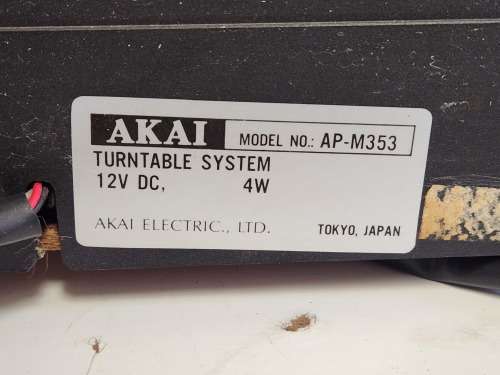 AKAI MODEL NO.: AP-M353
TURNTABLE SYSTEM
12V DC, 4W
AKAI ELECTRIC., LTD. TOKYO, JAPAN